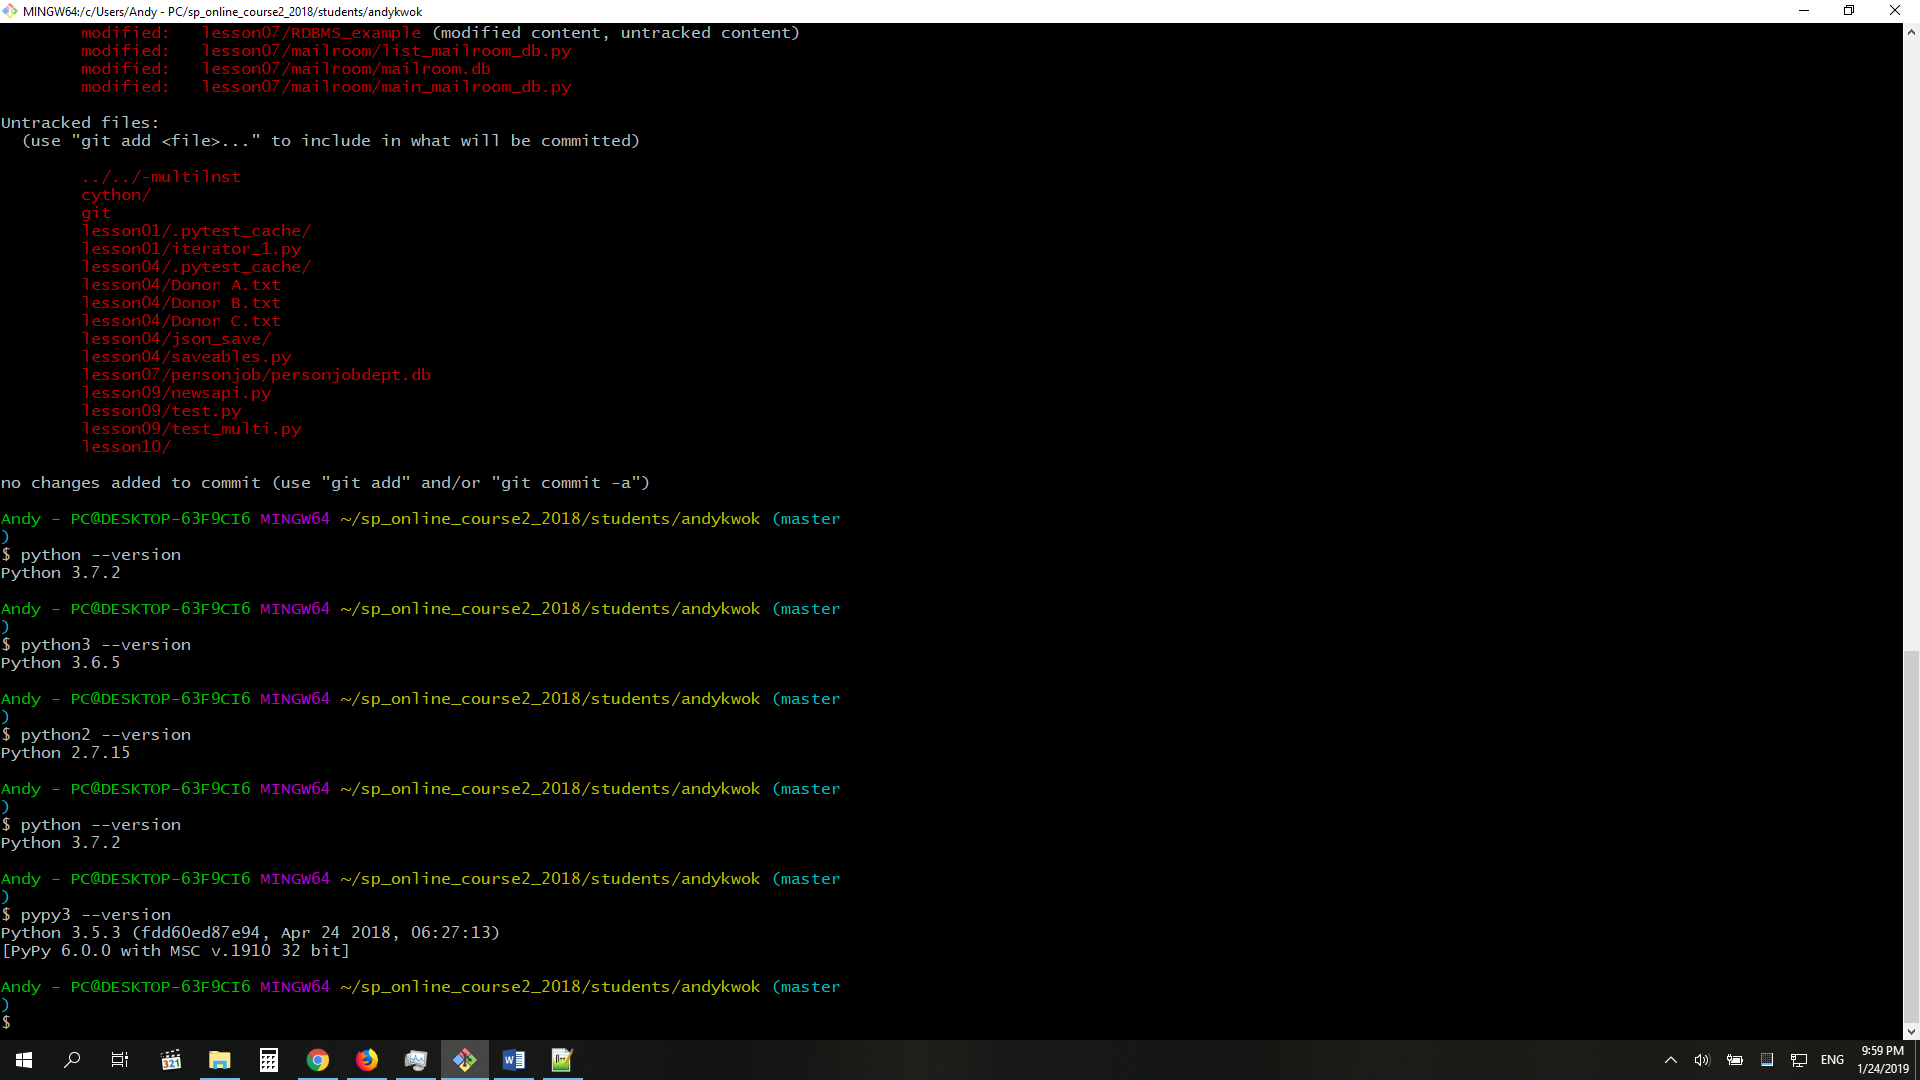 MINGW64:/c/Users/Andy - PC/sp_online_course2_2018/students/andykwok
modified:   lesson07/RDBMS_example (modified content, untracked content)
modified:   lesson07/mailroom/list_mailroom_db.py
modified:   lesson07/mailroom/mailroom.db
modified:   lesson07/mailroom/main_mailroom_db.py
Untracked files:
(use "git add <file>..." to include in what will be committed)
../../-multilnst
cython/
git
lesson01/.pytest_cache/
lesson01/iterator_1.py
lesson04/.pytest_cache/
lesson04/Donor A.txt
lesson04/Donor B.txt
lesson04/Donor C.txt
lesson04/json_save/
lesson04/saveables.py
lesson07/personjob/personjobdept.db
lesson09/newsapi.py
lesson09/test.py
lesson09/test_multi.py
lesson10/
no changes added to commit (use "git add" and/or "git commit -a")
Andy - PC@DESKTOP-63F9CI6 MINGW64 ~/sp_online_course2_2018/students/andykwok (master
)
$ python --version
Python 3.7.2
Andy - PC@DESKTOP-63F9CI6 MINGW64 ~/sp_online_course2_2018/students/andykwok (master
)
$ python3 --version
Python 3.6.5
Andy - PC@DESKTOP-63F9CI6 MINGW64 ~/sp_online_course2_2018/students/andykwok (master
)
$ python2 --version
Python 2.7.15
Andy - PC@DESKTOP-63F9CI6 MINGW64 ~/sp_online_course2_2018/students/andykwok (master
)
$ python --version
Python 3.7.2
Andy - PC@DESKTOP-63F9CI6 MINGW64 ~/sp_online_course2_2018/students/andykwok (master
)
$ pypy3 --version
Python 3.5.3 (fdd60ed87e94, Apr 24 2018, 06:27:13)
[PyPy 6.0.0 with MSC v.1910 32 bit]
Andy - PC@DESKTOP-63F9CI6 MINGW64 ~/sp_online_course2_2018/students/andykwok (master
)
$
321
ENG
9:59 PM
1/24/2019